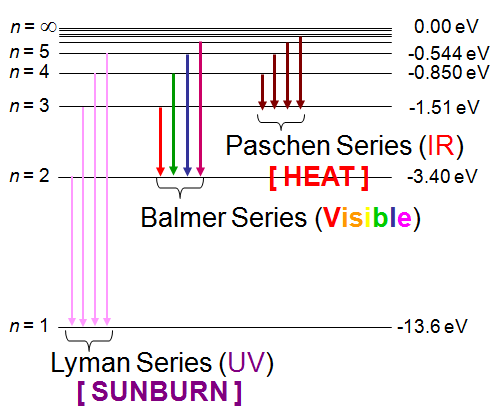 n = ∞ 0.00 eV
n = 5 -0.544 eV
n = 4 -0.850 eV
n = 3 -1.51 eV
Paschen Series (IR)
[ HEAT ]
n = 2 -3.40 eV
Balmer Series (Visible)
n = 1 -13.6 eV
Lyman Series (UV)
[ SUNBURN ]